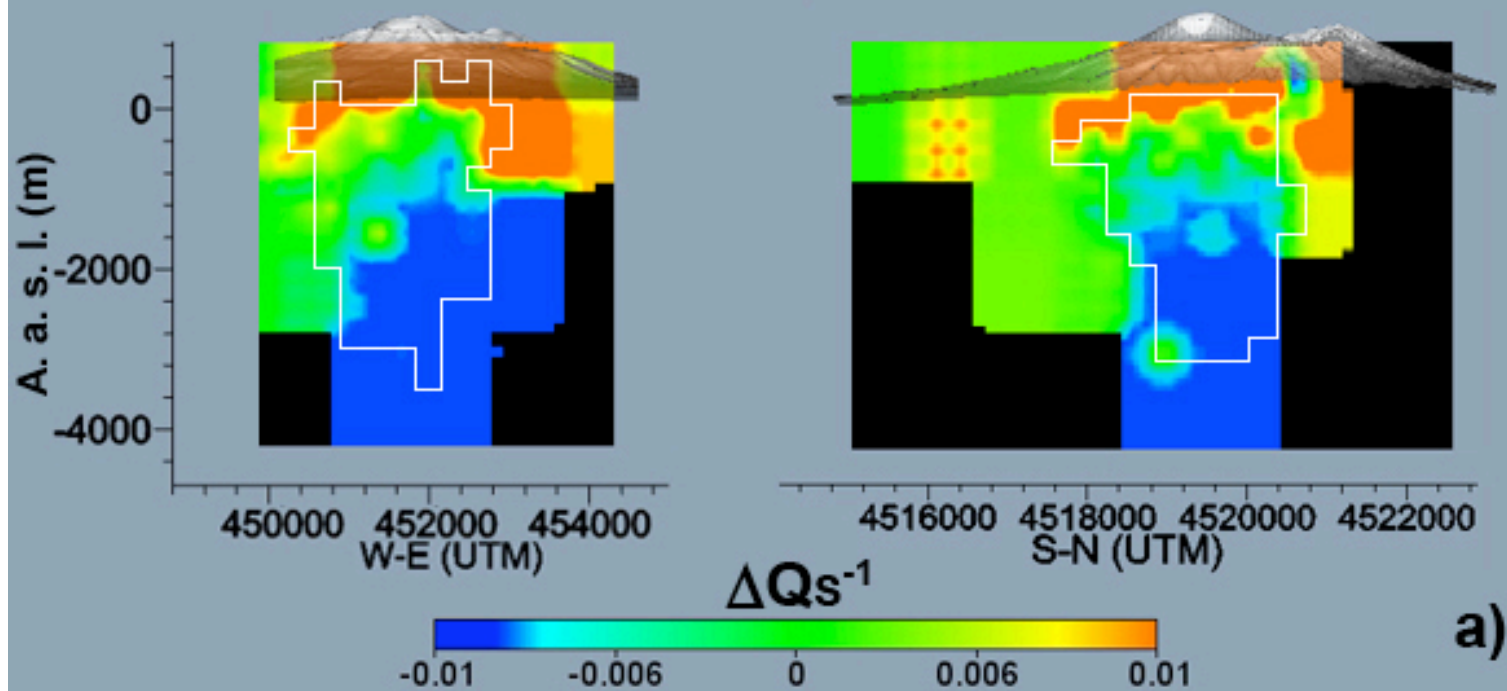 A. a. s. l. (m)
0
-2000
-4000
450000 452000 454000
W-E (UTM)
4516000 4518000 4520000 4522000
S-N (UTM)
ΔQs⁻¹
-0.01 -0.006 0 0.006 0.01
a)